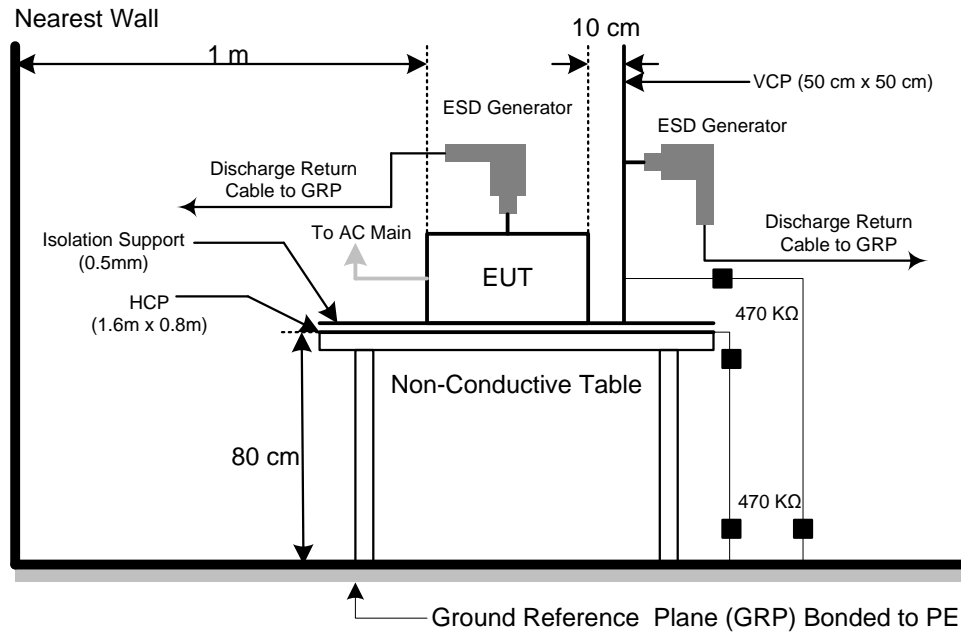 Nearest Wall
10 cm
1 m
VCP (50 cm x 50 cm)
ESD Generator
ESD Generator
Discharge Return
Cable to GRP
Discharge Return
Cable to GRP
To AC Main
Isolation Support
(0.5mm)
EUT
HCP
(1.6m x 0.8m)
470 KΩ
Non-Conductive Table
80 cm
470 KΩ
Ground Reference Plane (GRP) Bonded to PE